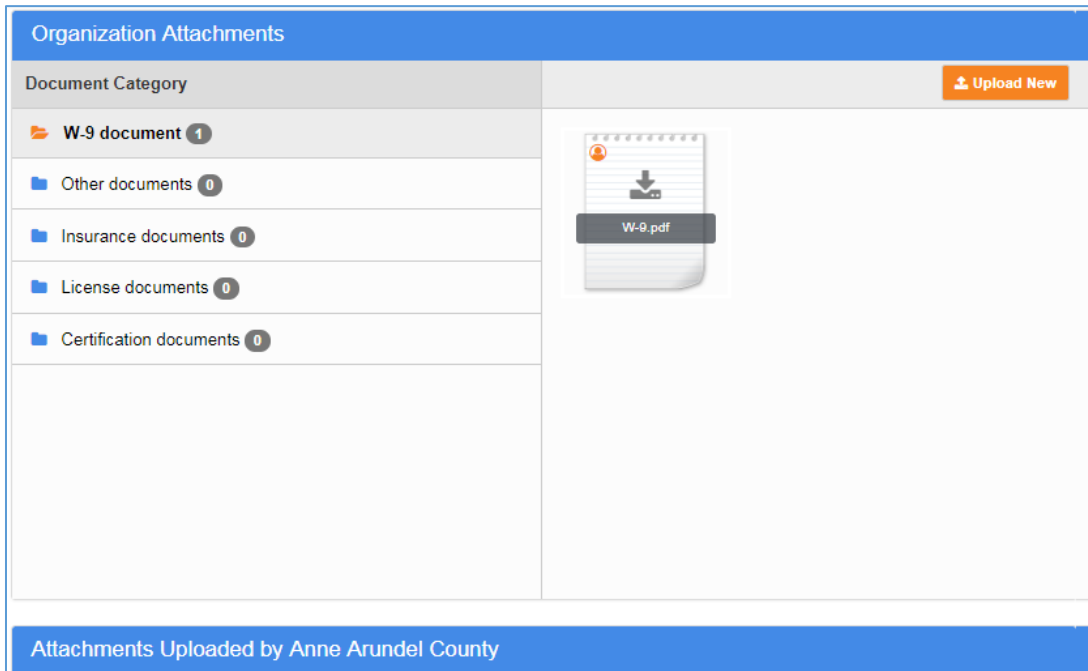 Organization Attachments
Document Category
Upload New
W-9 document 1
Other documents 0
Insurance documents 0
License documents 0
Certification documents 0
W-9.pdf
Attachments Uploaded by Anne Arundel County